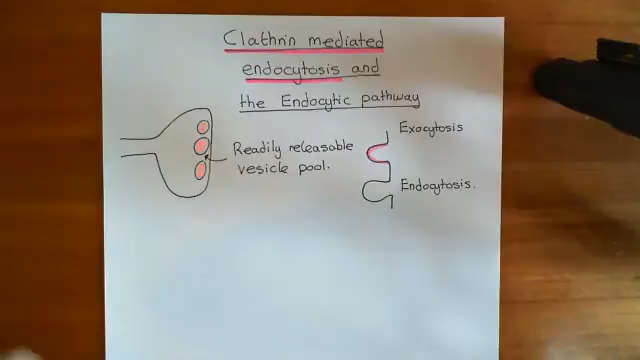 Clathrin mediated
endocytosis and
the Endocytic pathway
Readily releasable
vesicle pool.
Exocytosis
Endocytosis.